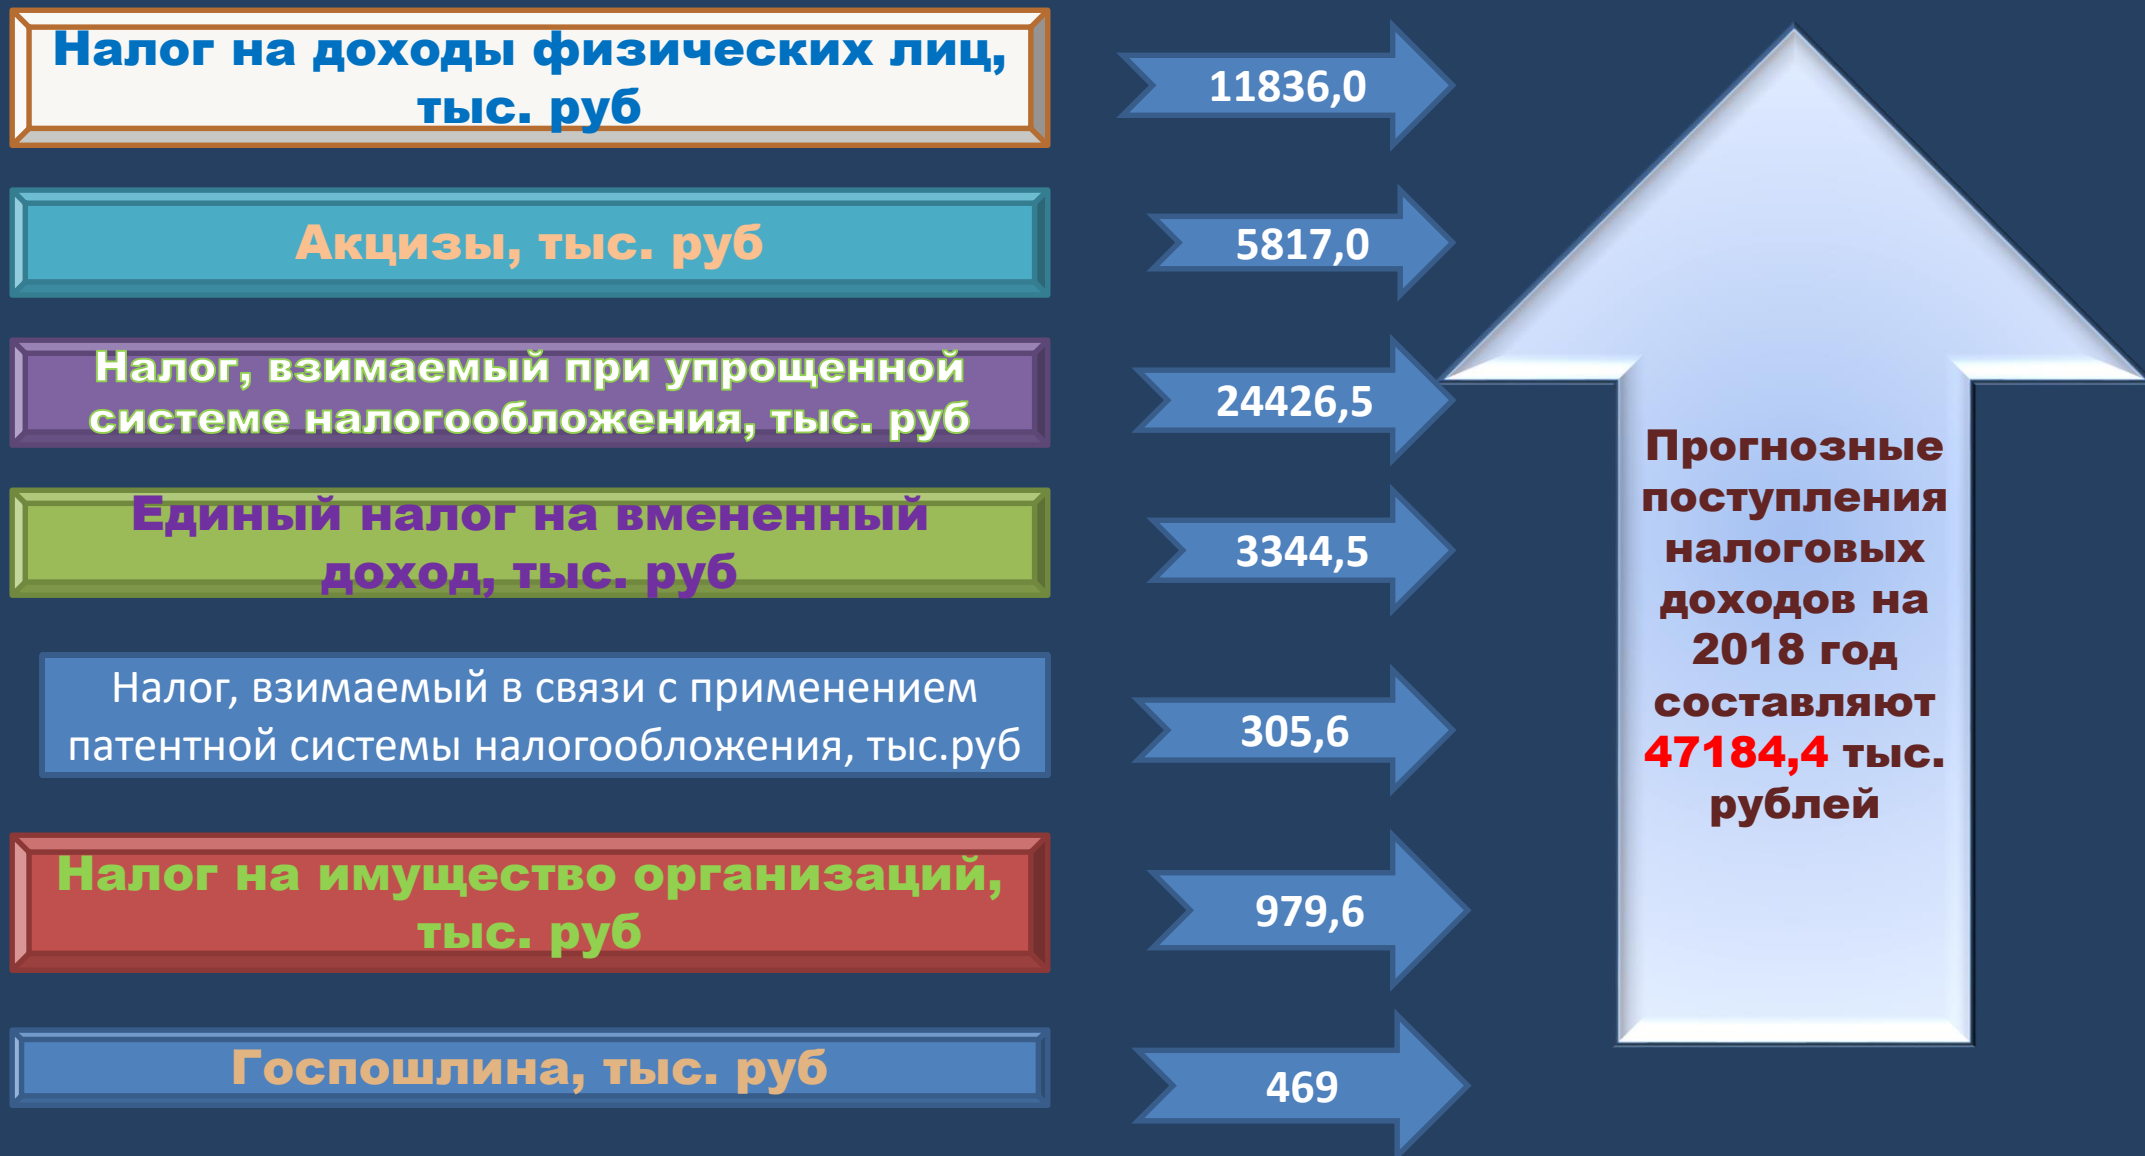 Налог на доходы физических лиц,
тыс. руб
11836,0
Акцизы, тыс. руб
5817,0
Налог, взимаемый при упрощенной
системе налогообложения, тыс. руб
24426,5
Единый налог на вмененный
доход, тыс. руб
3344,5
Налог, взимаемый в связи с применением
патентной системы налогообложения, тыс.руб
305,6
Налог на имущество организаций,
тыс. руб
979,6
Госпошлина, тыс. руб
469
Прогнозные
поступления
налоговых
доходов на
2018 год
составляют
47184,4 тыс.
рублей